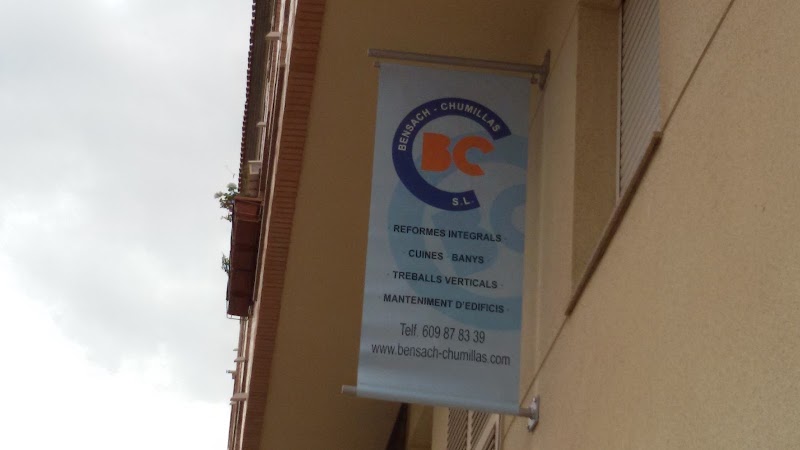 BENSACH - CHUMILLAS
BC
S.L.
· REFORMES INTEGRALS ·
CUINES · BANYS
· TREBALLS VERTICALS ·
· MANTENIMENT D'EDIFICIS ·
Telf. 609 87 83 39
www.bensach-chumillas.com